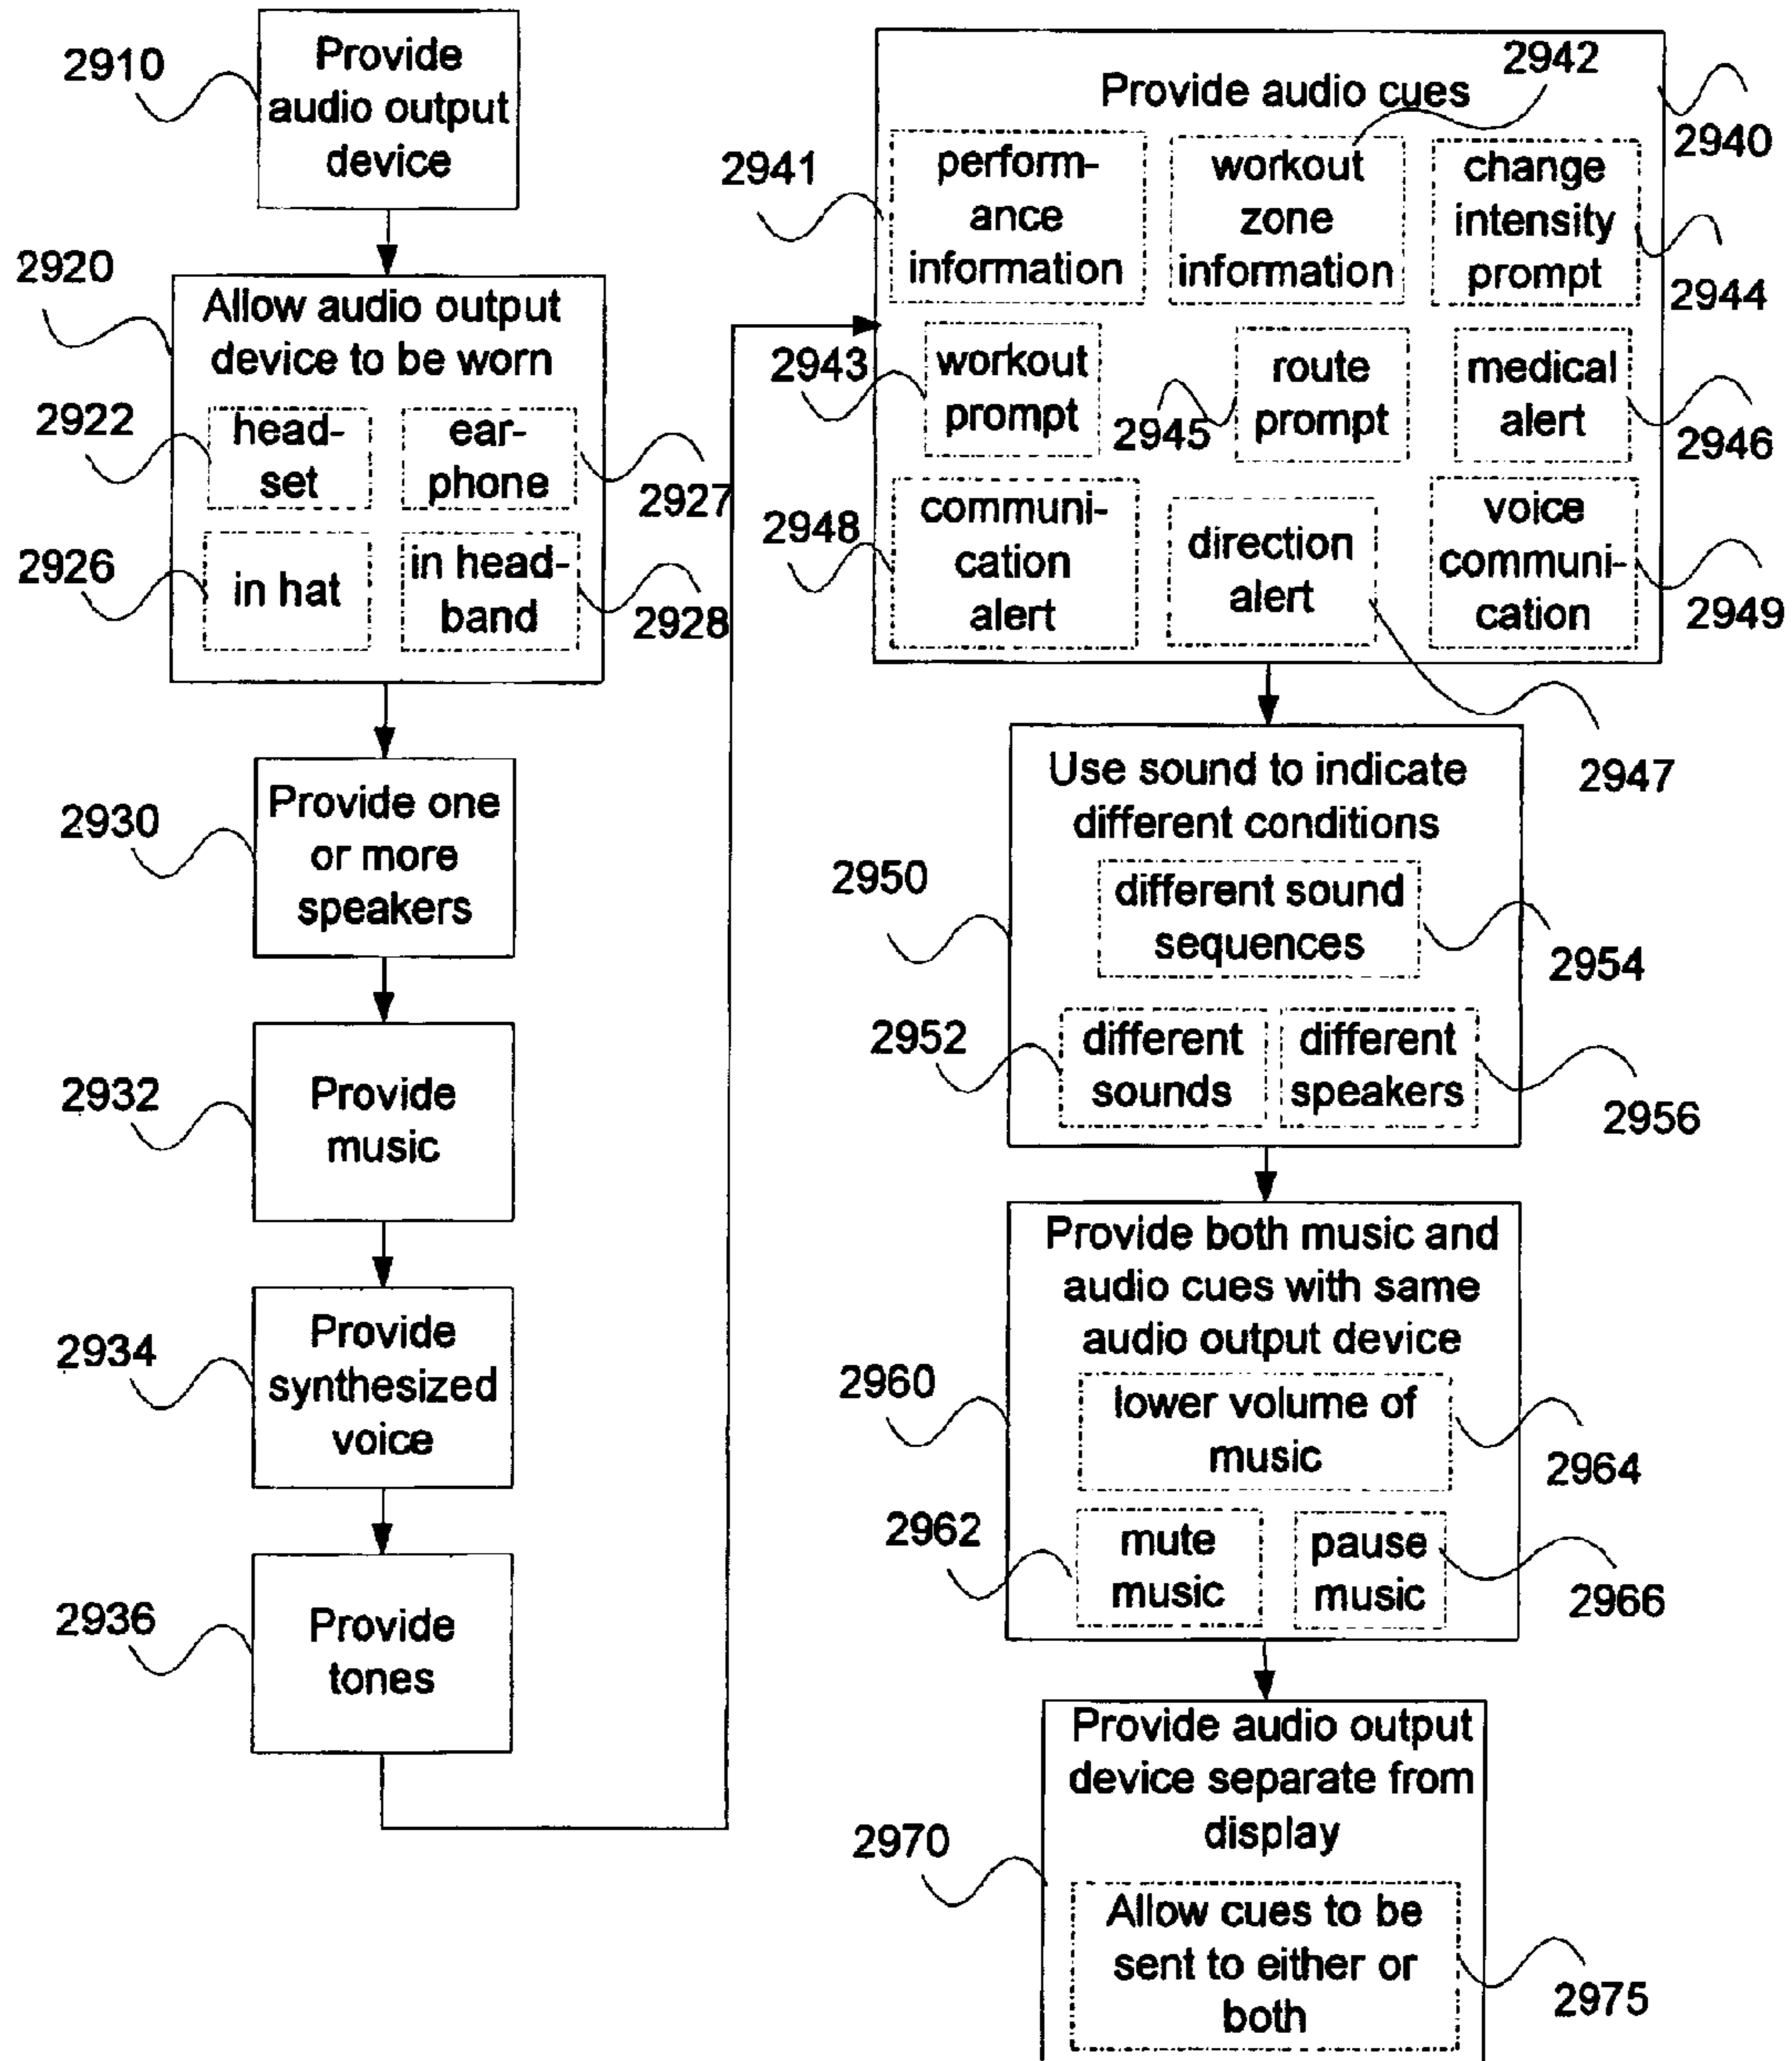 2910
Provide
audio output
device
2920
Allow audio output
device to be worn
2922
head-
set
ear-
phone
2927
2926
in hat
in head-
band
2928
2930
Provide one
or more
speakers
2932
Provide
music
2934
Provide
synthesized
voice
2936
Provide
tones
Provide audio cues
2940
2941
perform-
ance
information
2942
workout
zone
information
change
intensity
prompt
2944
2943
workout
prompt
2945
route
prompt
medical
alert
2946
2948
communi-
cation
alert
direction
alert
2947
voice
communi-
cation
2949
2950
Use sound to indicate
different conditions
different sound
sequences
2954
2952
different
sounds
different
speakers
2956
2960
Provide both music and
audio cues with same
audio output device
lower volume of
music
2964
2962
mute
music
pause
music
2966
2970
Provide audio output
device separate from
display
Allow cues to be
sent to either or
both
2975